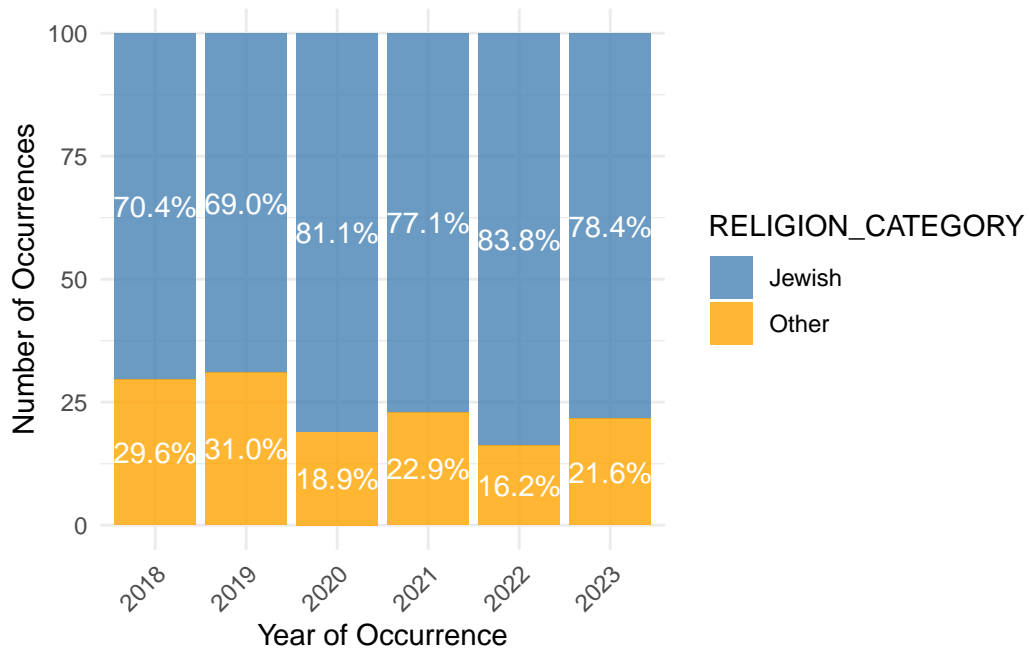 100
75
50
25
0
Number of Occurrences
70.4% 69.0% 81.1% 77.1% 83.8% 78.4%
29.6% 31.0% 18.9% 22.9% 16.2% 21.6%
2018 2019 2020 2021 2022 2023
Year of Occurrence
RELIGION_CATEGORY
Jewish
Other